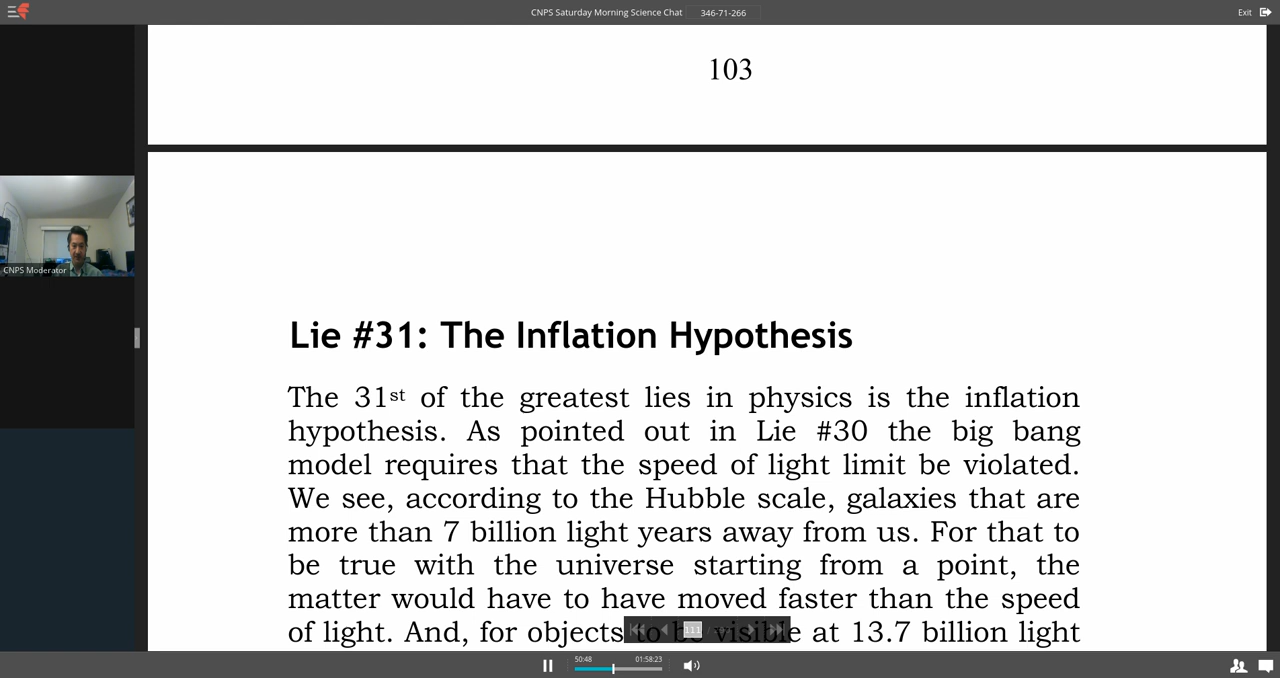 CNPS Saturday Morning Science Chat 346-71-266
Exit
103
CNPS Moderator
Lie #31: The Inflation Hypothesis
The 31st of the greatest lies in physics is the inflation
hypothesis. As pointed out in Lie #30 the big bang
model requires that the speed of light limit be violated.
We see, according to the Hubble scale, galaxies that are
more than 7 billion light years away from us. For that to
be true with the universe starting from a point, the
matter would have to have moved faster than the speed
of light. And, for objects to be visible at 13.7 billion light
111 /
50:48 01:58:23